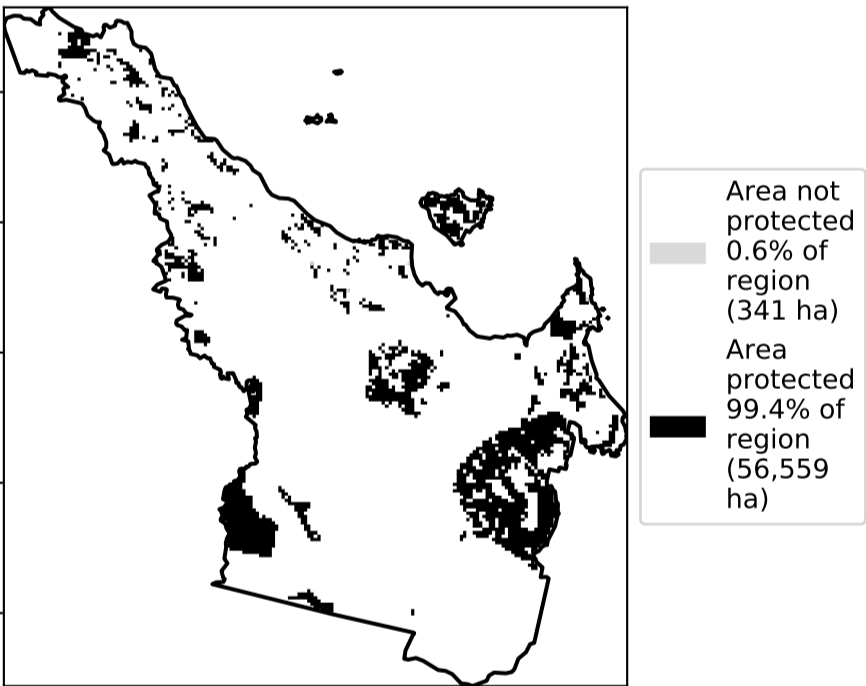 Area not
protected
0.6% of
region
(341 ha)
Area
protected
99.4% of
region
(56,559
ha)